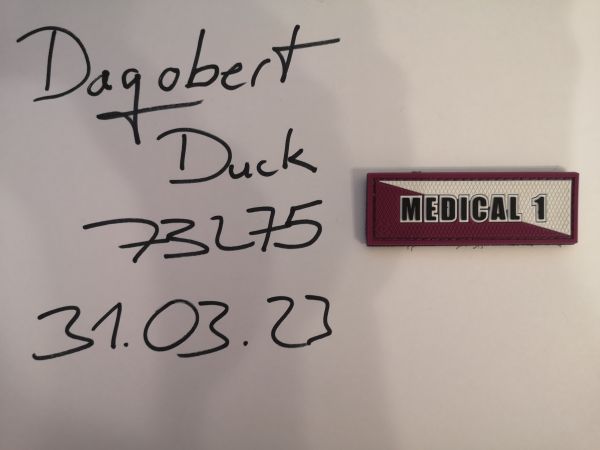 Dagobert
Duck
73275
31.03.23
MEDICAL 1